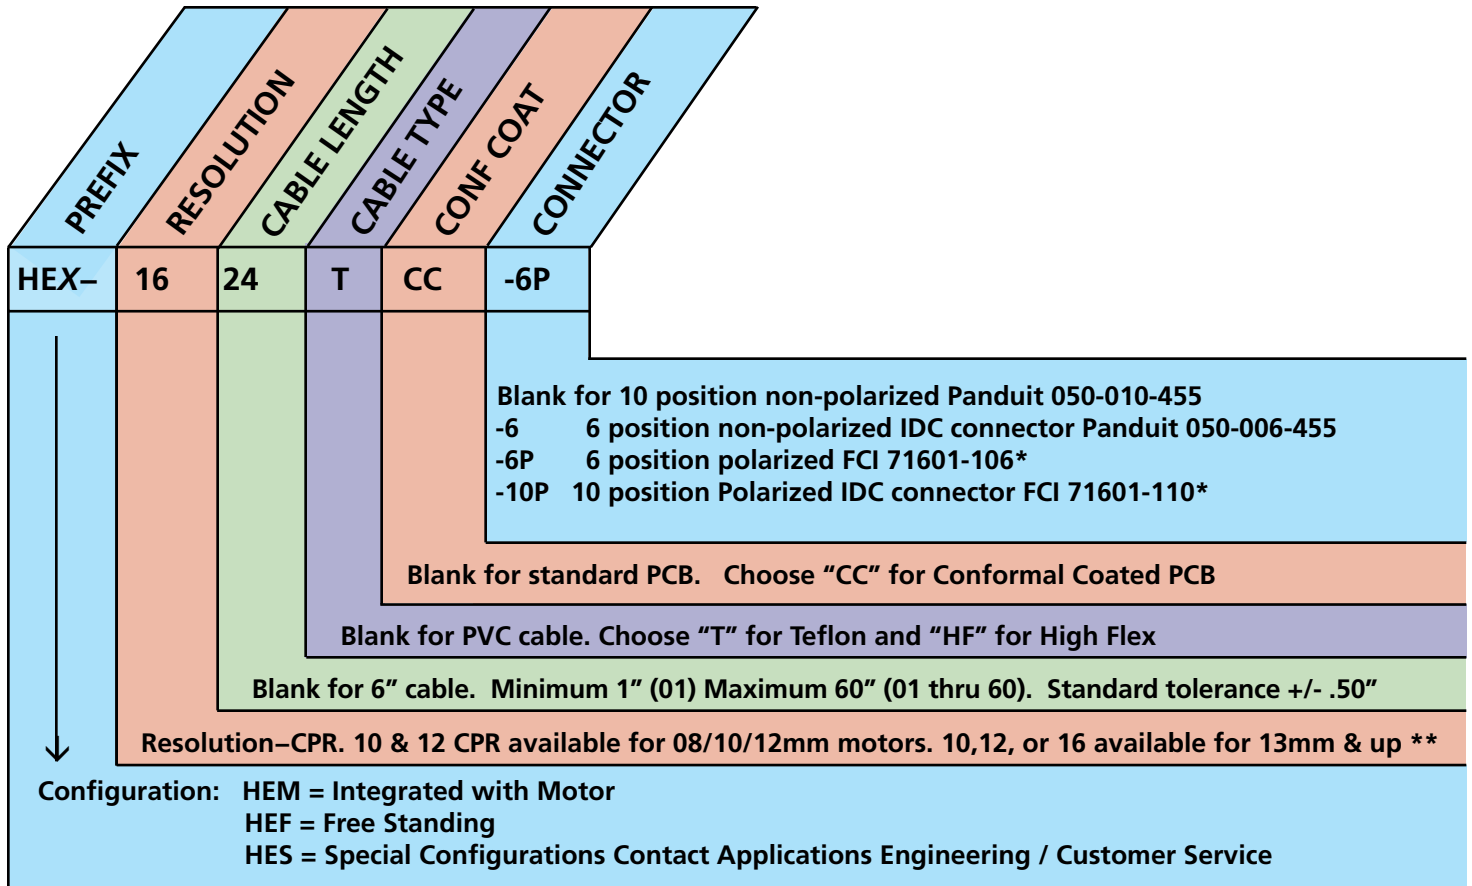 PREFIX
RESOLUTION
CABLE LENGTH
CABLE TYPE
CONF COAT
CONNECTOR
HEX– 16 24 T CC -6P
Blank for 10 position non-polarized Panduit 050-010-455
-6 6 position non-polarized IDC connector Panduit 050-006-455
-6P 6 position polarized FCI 71601-106*
-10P 10 position Polarized IDC connector FCI 71601-110*
Blank for standard PCB. Choose "CC" for Conformal Coated PCB
Blank for PVC cable. Choose "T" for Teflon and "HF" for High Flex
Blank for 6" cable. Minimum 1" (01) Maximum 60" (01 thru 60). Standard tolerance +/- .50"
Resolution–CPR. 10 & 12 CPR available for 08/10/12mm motors. 10,12, or 16 available for 13mm & up **
Configuration: HEM = Integrated with Motor
HEF = Free Standing
HES = Special Configurations Contact Applications Engineering / Customer Service